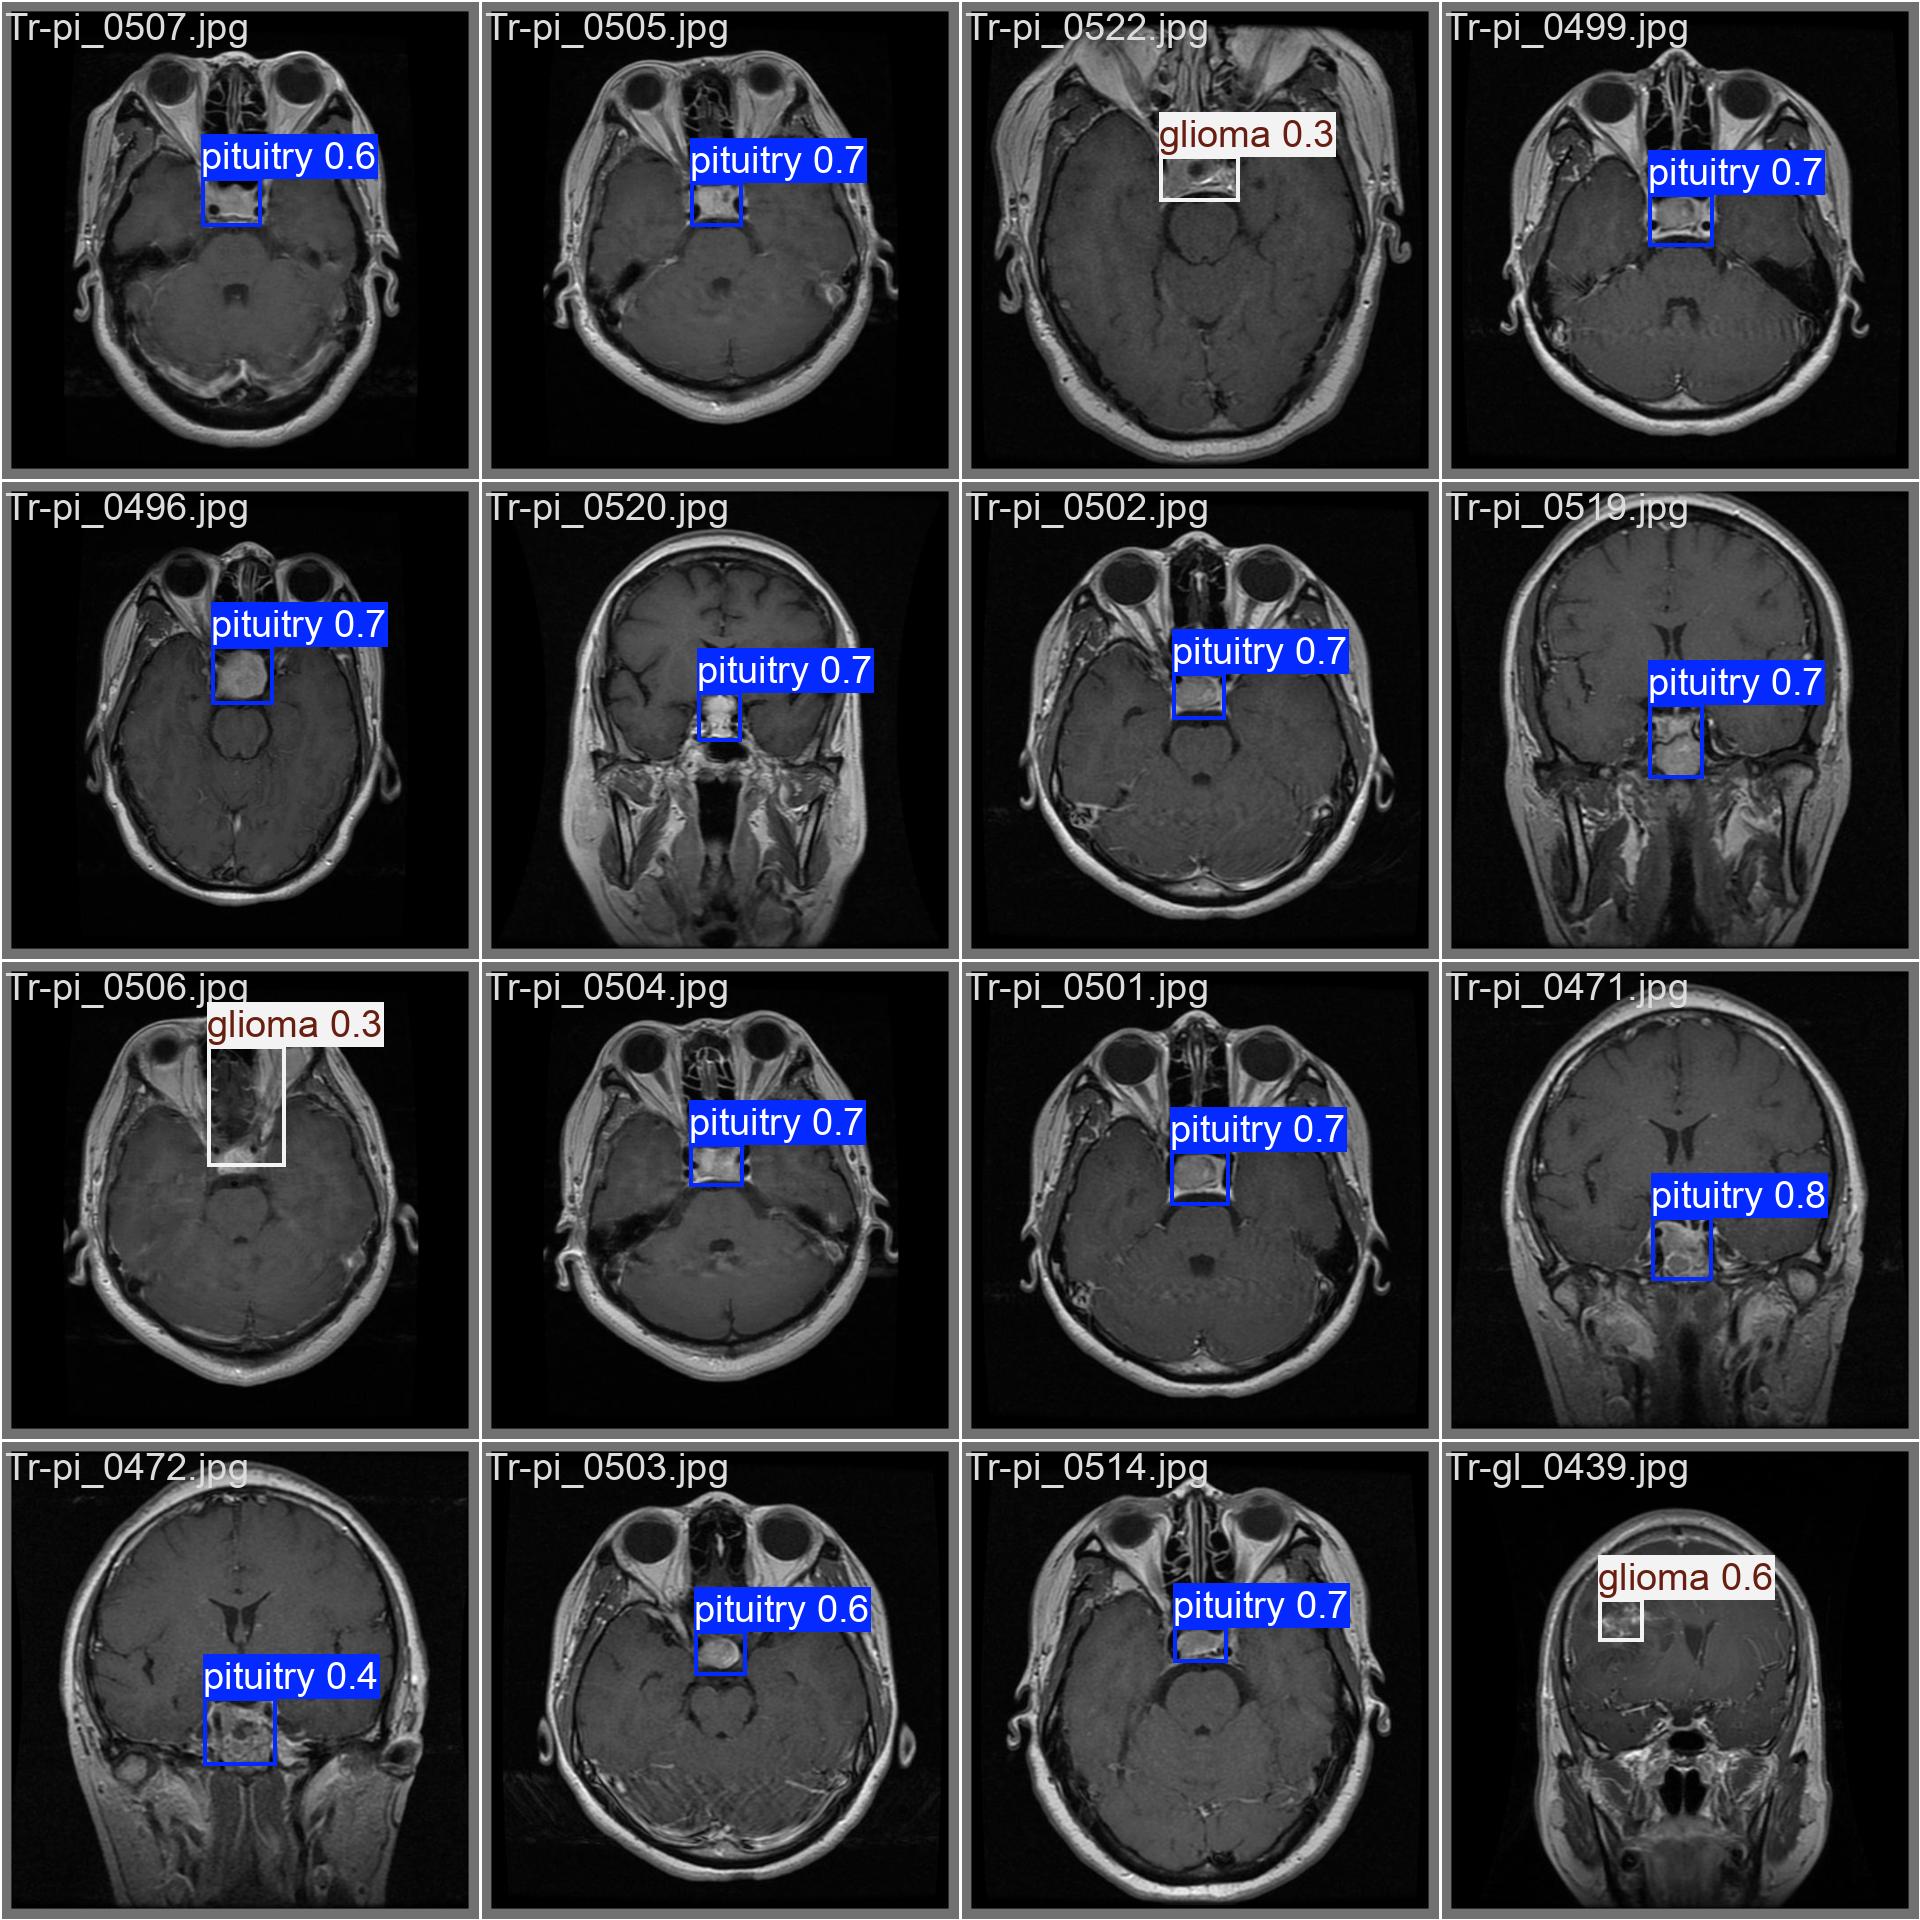 Tr-pi_0507.jpg
pituitry 0.6
Tr-pi_0505.jpg
pituitry 0.7
Tr-pi_0522.jpg
glioma 0.3
Tr-pi_0499.jpg
pituitry 0.7
Tr-pi_0496.jpg
pituitry 0.7
Tr-pi_0520.jpg
pituitry 0.7
Tr-pi_0502.jpg
pituitry 0.7
Tr-pi_0519.jpg
pituitry 0.7
Tr-pi_0506.jpg
glioma 0.3
Tr-pi_0504.jpg
pituitry 0.7
Tr-pi_0501.jpg
pituitry 0.7
Tr-pi_0471.jpg
pituitry 0.8
Tr-pi_0472.jpg
pituitry 0.4
Tr-pi_0503.jpg
pituitry 0.6
Tr-pi_0514.jpg
pituitry 0.7
Tr-gl_0439.jpg
glioma 0.6